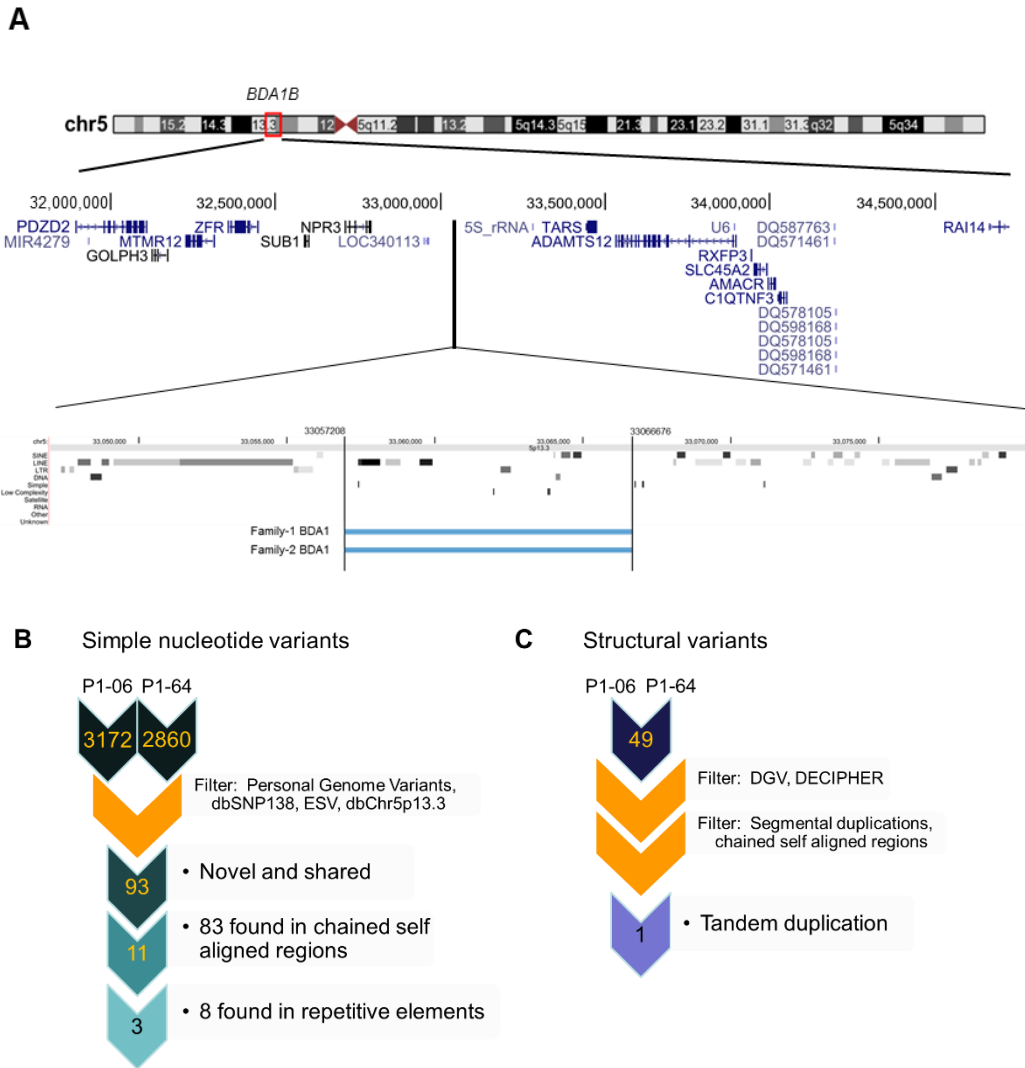 A
BDA1B
chr5 15.2 14.3 13.3 12 5q11.2 13.2 5q14.3 5q15 21.3 23.1 23.2 31.1 31.3 q32 5q34
32,000,000 32,500,000 33,000,000 33,500,000 34,000,000 34,500,000
PDZD2 ZFR NPR3 5S_rRNA TARS U6 DQ587763 RAI14
MIR4279 MTMR12 SUB1 LOC340113 ADAMTS12 DQ571461
GOLPH3 RXFP3
SLC45A2
AMACR
C1QTNF3
DQ578105
DQ598168
DQ578105
DQ598168
DQ571461
33057208 33066676
chr5: 33,050,000 33,055,000 33,060,000 33,065,000 33,070,000 33,075,000
5p13.3
SINE
LINE
LTR
DNA
Simple
Low Complexity
Satellite
RNA
Other
Unknown
Family-1 BDA1
Family-2 BDA1
B Simple nucleotide variants
P1-06 P1-64
3172 2860
Filter: Personal Genome Variants,
dbSNP138, ESV, dbChr5p13.3
93
• Novel and shared
11
• 83 found in chained self
aligned regions
3
• 8 found in repetitive elements
C Structural variants
P1-06 P1-64
49
Filter: DGV, DECIPHER
Filter: Segmental duplications,
chained self aligned regions
1
• Tandem duplication